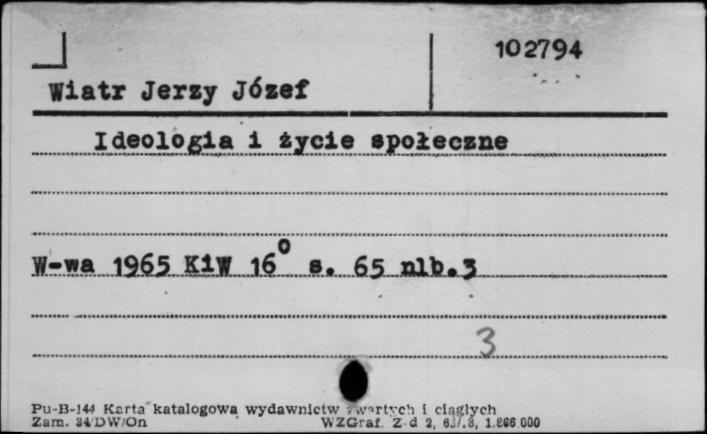 102794
Wiatr Jerzy Józef
Ideologia i życie społeczne
W-wa 1965 KiW 16° s. 65 nlb.3
3
Pu-B-144 Karta katalogowa wydawnictw zwartych i ciągłych
Zam. 34/DW/On WZGraf. Z-d 2, 1.866.000